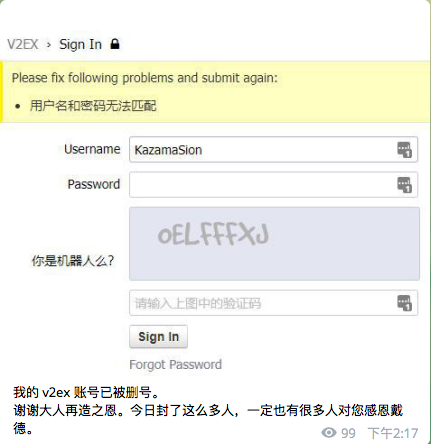 V2EX › Sign In
Please fix following problems and submit again:
• 用户名和密码无法匹配
Username KazamaSion
Password
oELFFFXJ
你是机器人么？
请输入上图中的验证码
Sign In
Forgot Password
我的 v2ex 账号已被删号。
谢谢大人再造之恩。今日封了这么多人，一定也有很多人对您感恩戴
德。
99 下午2:17